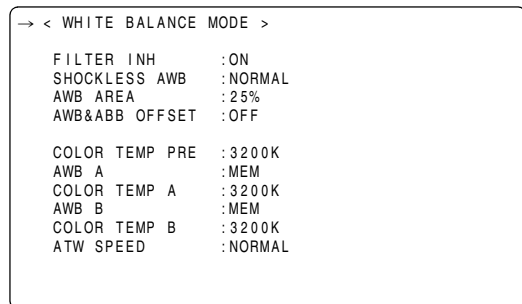 → < WHITE BALANCE MODE >
FILTER INH :ON
SHOCKLESS AWB :NORMAL
AWB AREA :25%
AWB&ABB OFFSET :OFF
COLOR TEMP PRE :3200K
AWB A :MEM
COLOR TEMP A :3200K
AWB B :MEM
COLOR TEMP B :3200K
ATW SPEED :NORMAL